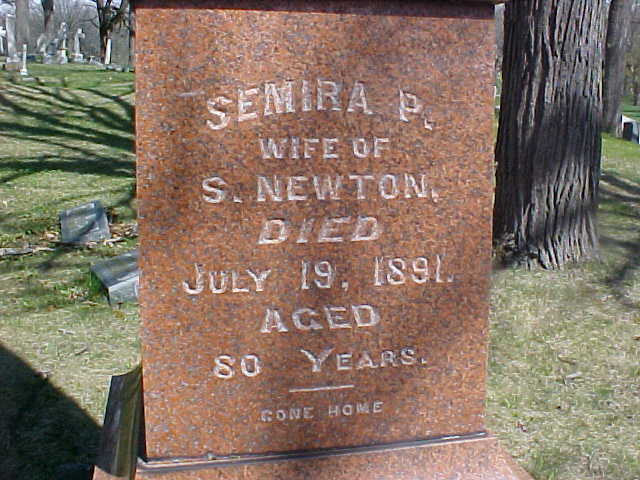 SEMIRA P.
WIFE OF
S. NEWTON,
DIED
JULY 19, 1891.
AGED
80 YEARS.
GONE HOME